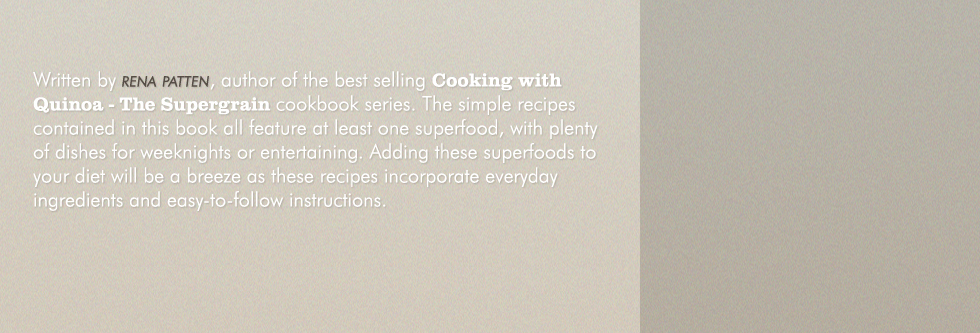 Written by RENA PATTEN, author of the best selling Cooking with
Quinoa - The Supergrain cookbook series. The simple recipes
contained in this book all feature at least one superfood, with plenty
of dishes for weeknights or entertaining. Adding these superfoods to
your diet will be a breeze as these recipes incorporate everyday
ingredients and easy-to-follow instructions.